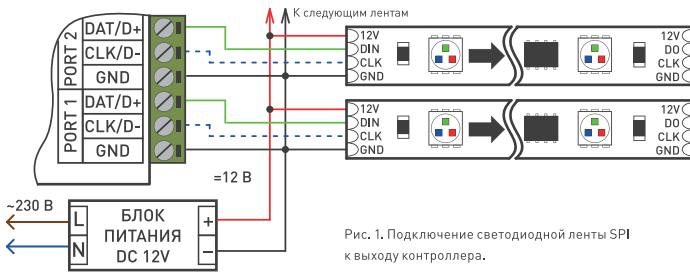 К следующим лентам
PORT 2
DAT/D+
CLK/D-
GND
PORT 1
DAT/D+
CLK/D-
GND
12V
DIN
CLK
GND
12V
DO
CLK
GND
12V
DIN
CLK
GND
12V
DO
CLK
GND
=12 В
~230 В
L
N
БЛОК
ПИТАНИЯ
DC 12V
+
−
Рис. 1. Подключение светодиодной ленты SPI
к выходу контроллера.